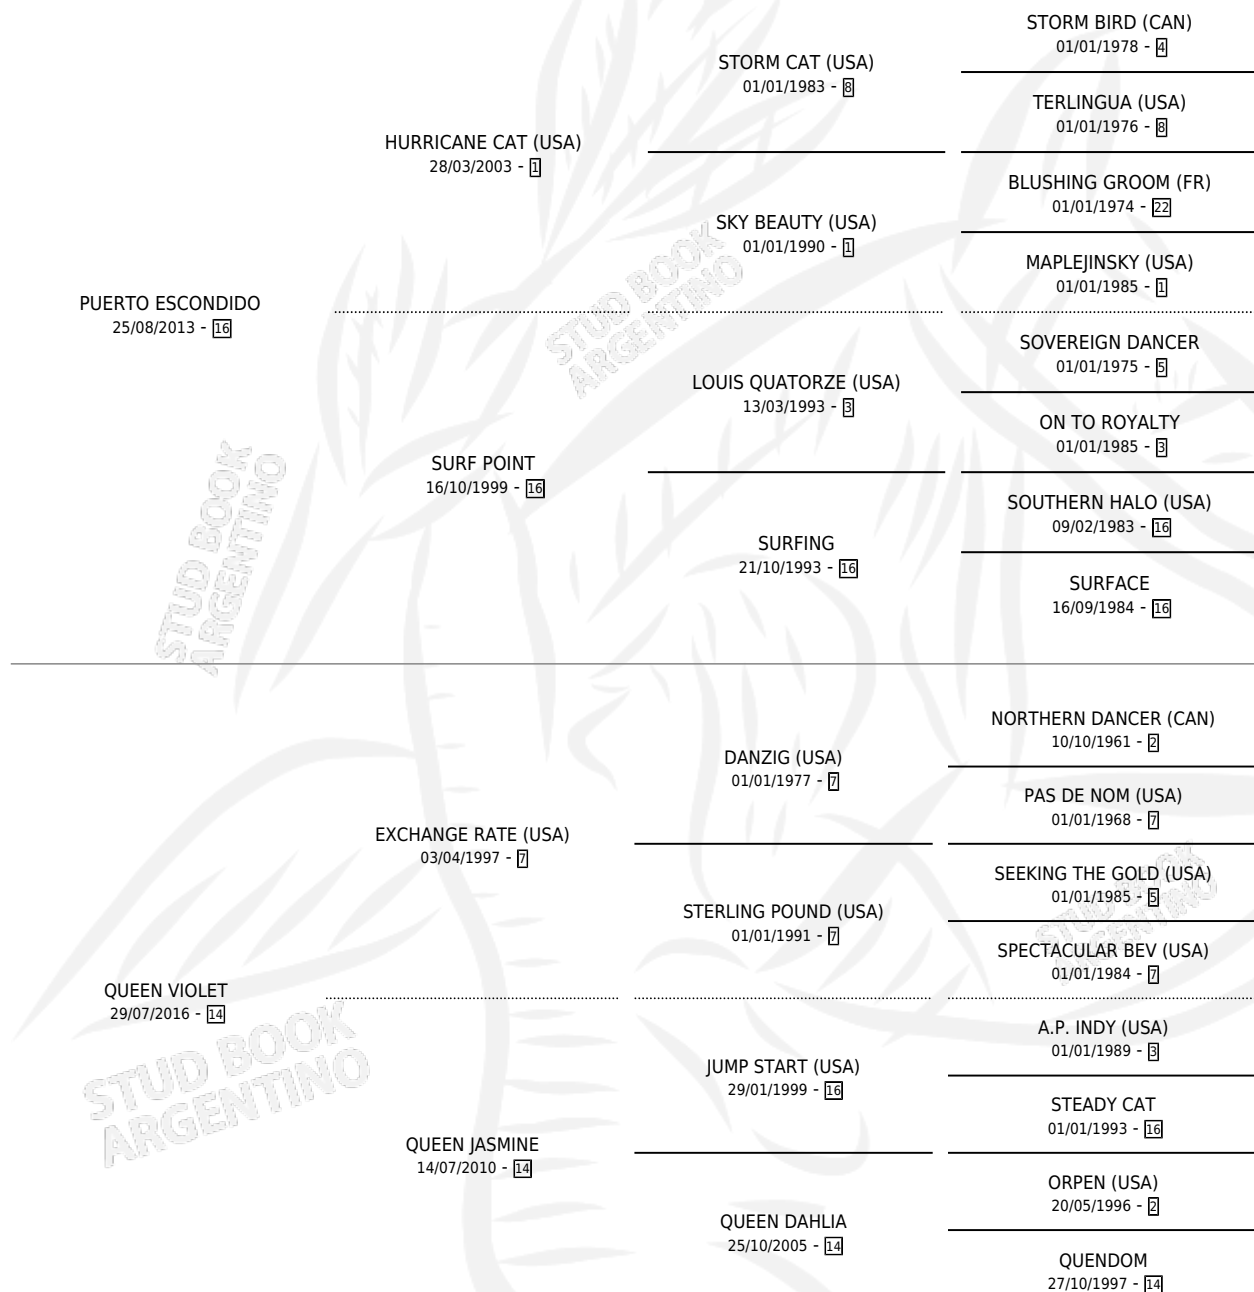 STORM BIRD (CAN)
01/01/1978 - 4
STORM CAT (USA)
01/01/1983 - 8
TERLINGUA (USA)
01/01/1976 - 8
HURRICANE CAT (USA)
28/03/2003 - 1
BLUSHING GROOM (FR)
01/01/1974 - 22
SKY BEAUTY (USA)
01/01/1990 - 1
MAPLEJINSKY (USA)
01/01/1985 - 1
PUERTO ESCONDIDO
25/08/2013 - 16
SOVEREIGN DANCER
01/01/1975 - 5
LOUIS QUATORZE (USA)
13/03/1993 - 3
ON TO ROYALTY
01/01/1985 - 3
SURF POINT
16/10/1999 - 16
SOUTHERN HALO (USA)
09/02/1983 - 16
SURFING
21/10/1993 - 16
SURFACE
16/09/1984 - 16
STUD BOOK
ARGENTINO
STUD BOOK
ARGENTINO
NORTHERN DANCER (CAN)
10/10/1961 - 2
DANZIG (USA)
01/01/1977 - 7
PAS DE NOM (USA)
01/01/1968 - 7
EXCHANGE RATE (USA)
03/04/1997 - 7
SEEKING THE GOLD (USA)
01/01/1985 - 5
STERLING POUND (USA)
01/01/1991 - 7
SPECTACULAR BEV (USA)
01/01/1984 - 7
QUEEN VIOLET
29/07/2016 - 14
A.P. INDY (USA)
01/01/1989 - 3
JUMP START (USA)
29/01/1999 - 16
STEADY CAT
01/01/1993 - 16
QUEEN JASMINE
14/07/2010 - 14
ORPEN (USA)
20/05/1996 - 2
QUEEN DAHLIA
25/10/2005 - 14
QUENDOM
27/10/1997 - 14
STUD BOOK
ARGENTINO
STUD BOOK
ARGENTINO